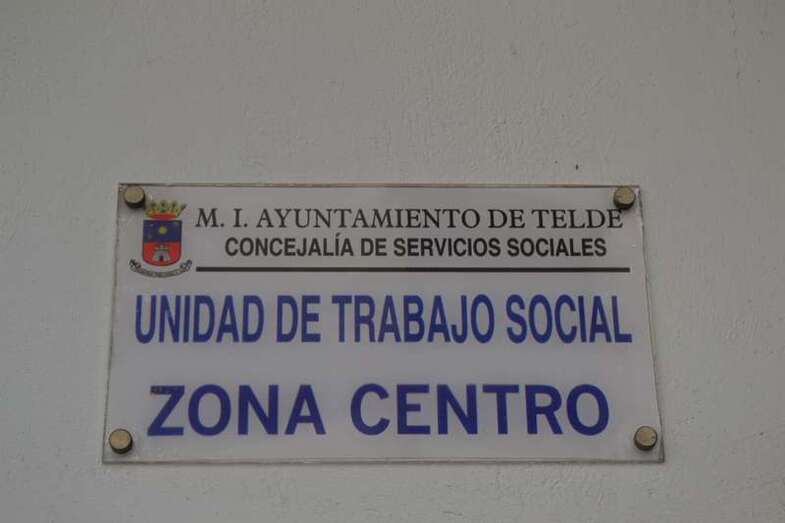 M. I. AYUNTAMIENTO DE TELDE
CONCEJALÍA DE SERVICIOS SOCIALES
UNIDAD DE TRABAJO SOCIAL
ZONA CENTRO